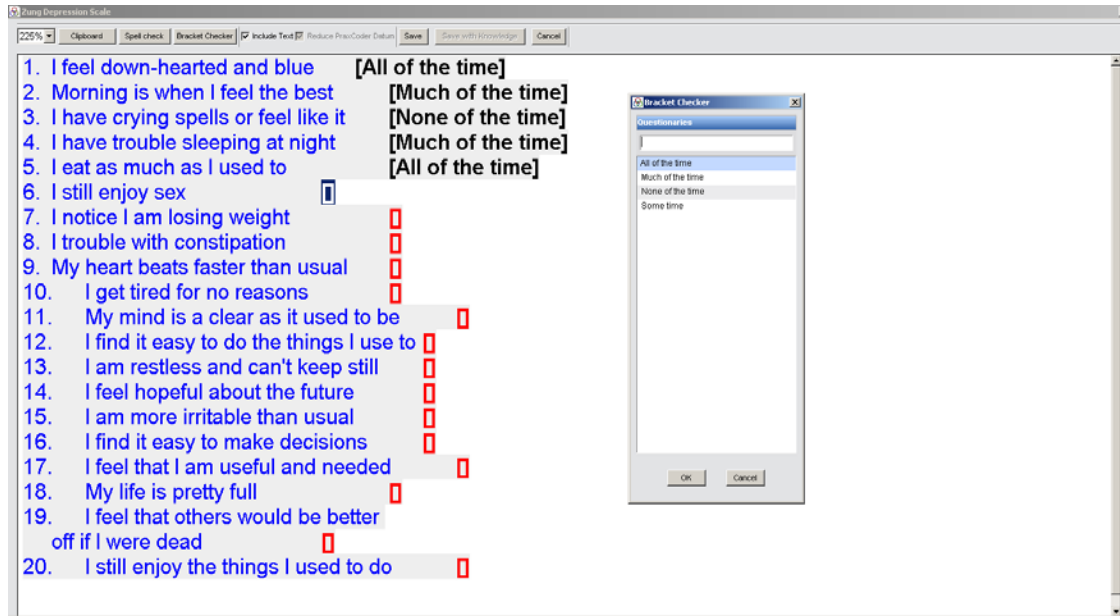 Zung Depression Scale
225% Clipboard Spell check Bracket Checker Include Text Reduce PraxCoder Datum Save Save with Knowledge Cancel
1. I feel down-hearted and blue [All of the time]
2. Morning is when I feel the best [Much of the time]
3. I have crying spells or feel like it [None of the time]
4. I have trouble sleeping at night [Much of the time]
5. I eat as much as I used to [All of the time]
6. I still enjoy sex []
7. I notice I am losing weight []
8. I trouble with constipation []
9. My heart beats faster than usual []
10. I get tired for no reasons []
11. My mind is a clear as it used to be []
12. I find it easy to do the things I use to []
13. I am restless and can't keep still []
14. I feel hopeful about the future []
15. I am more irritable than usual []
16. I find it easy to make decisions []
17. I feel that I am useful and needed []
18. My life is pretty full []
19. I feel that others would be better
off if I were dead []
20. I still enjoy the things I used to do []
Bracket Checker
Questionaries
All of the time
Much of the time
None of the time
Some time
OK Cancel